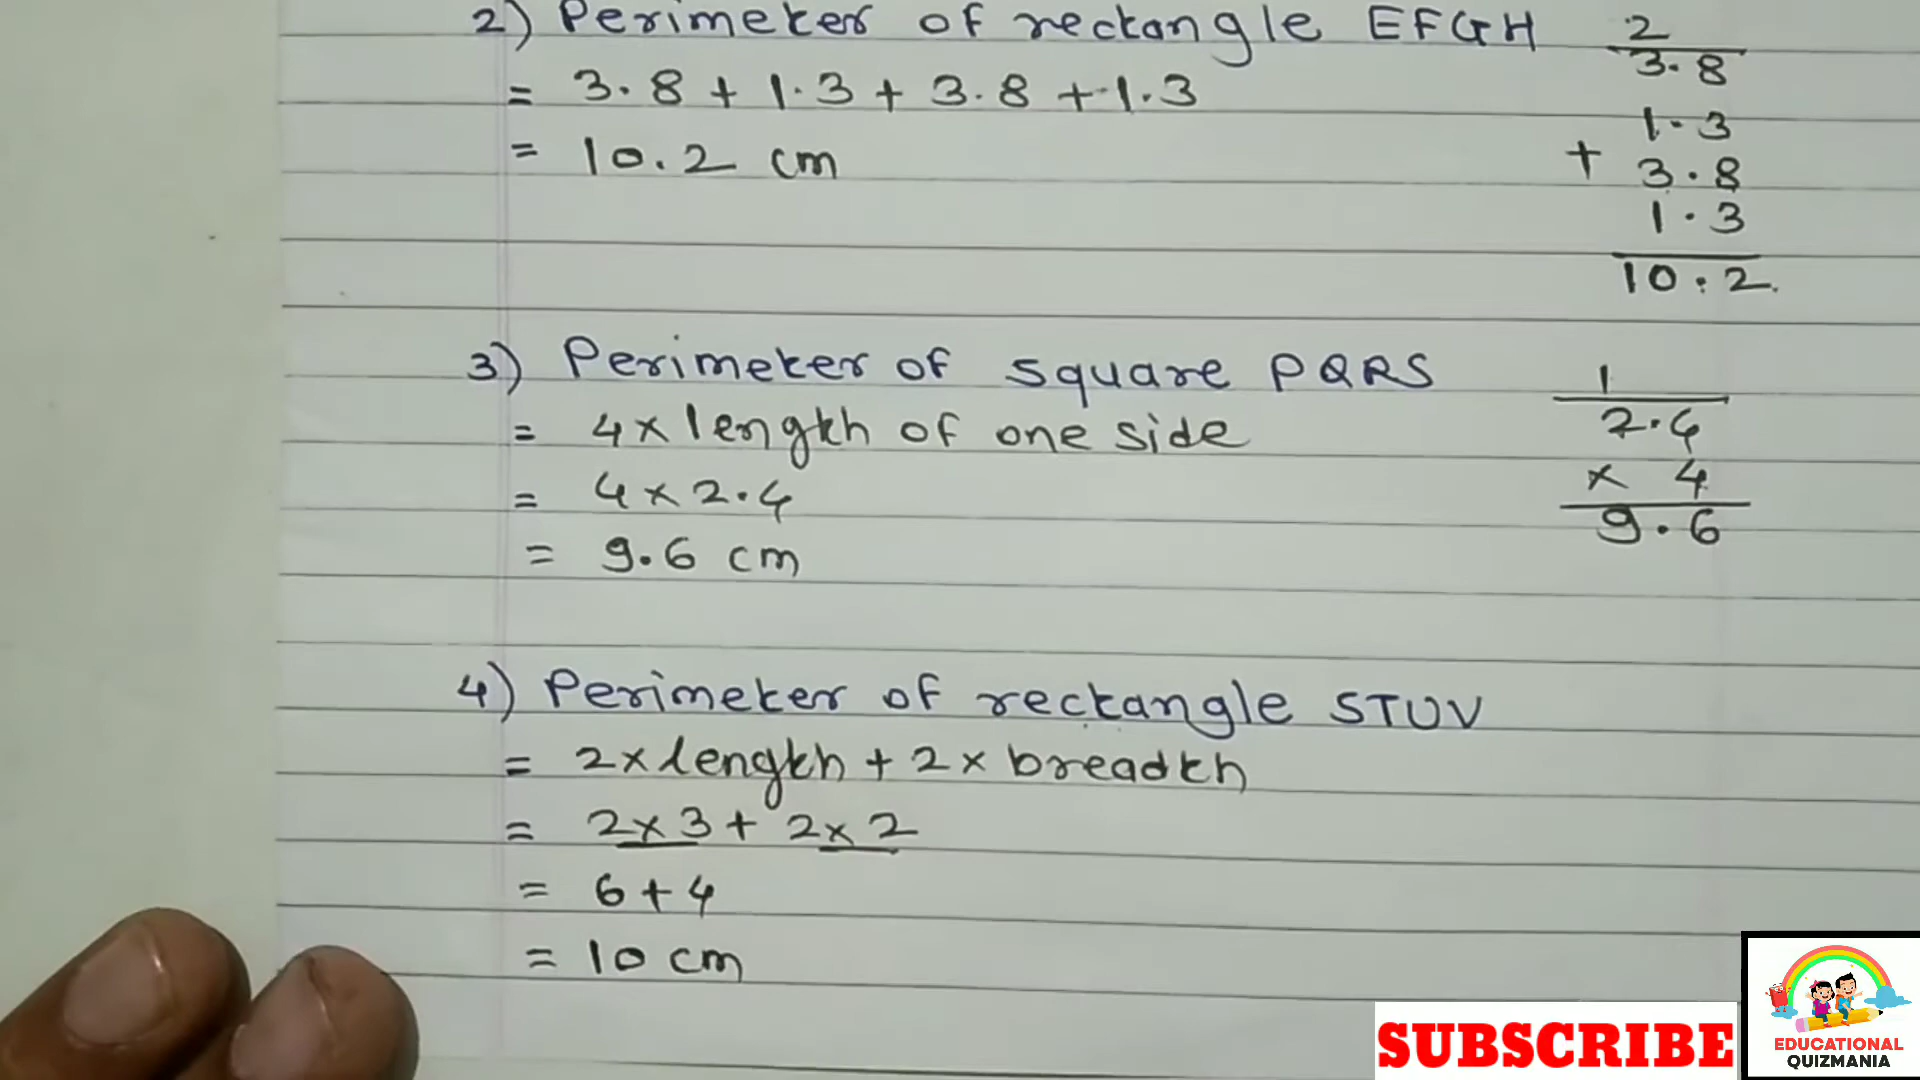 2) Perimeter of rectangle EFGH
= 3.8 + 1.3 + 3.8 + 1.3
= 10.2 cm
2
3.8
1.3
+ 3.8
1.3
10.2.
3) Perimeter of square PQRS
= 4 x length of one side
= 4 x 2.4
= 9.6 cm
1
2.4
x 4
9.6
4) Perimeter of rectangle STUV
= 2 x length + 2 x breadth
= 2 x 3 + 2 x 2
= 6 + 4
= 10 cm
SUBSCRIBE
EDUCATIONAL
QUIZMANIA